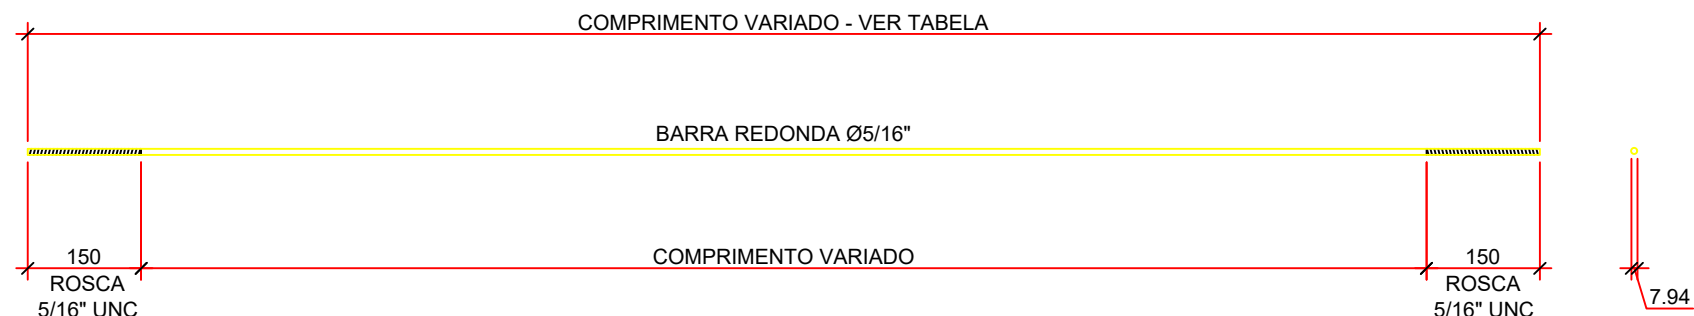 COMPRIMENTO VARIADO - VER TABELA
BARRA REDONDA Ø5/16"
150
COMPRIMENTO VARIADO
150
ROSCA
5/16" UNC
ROSCA
5/16" UNC
7.94